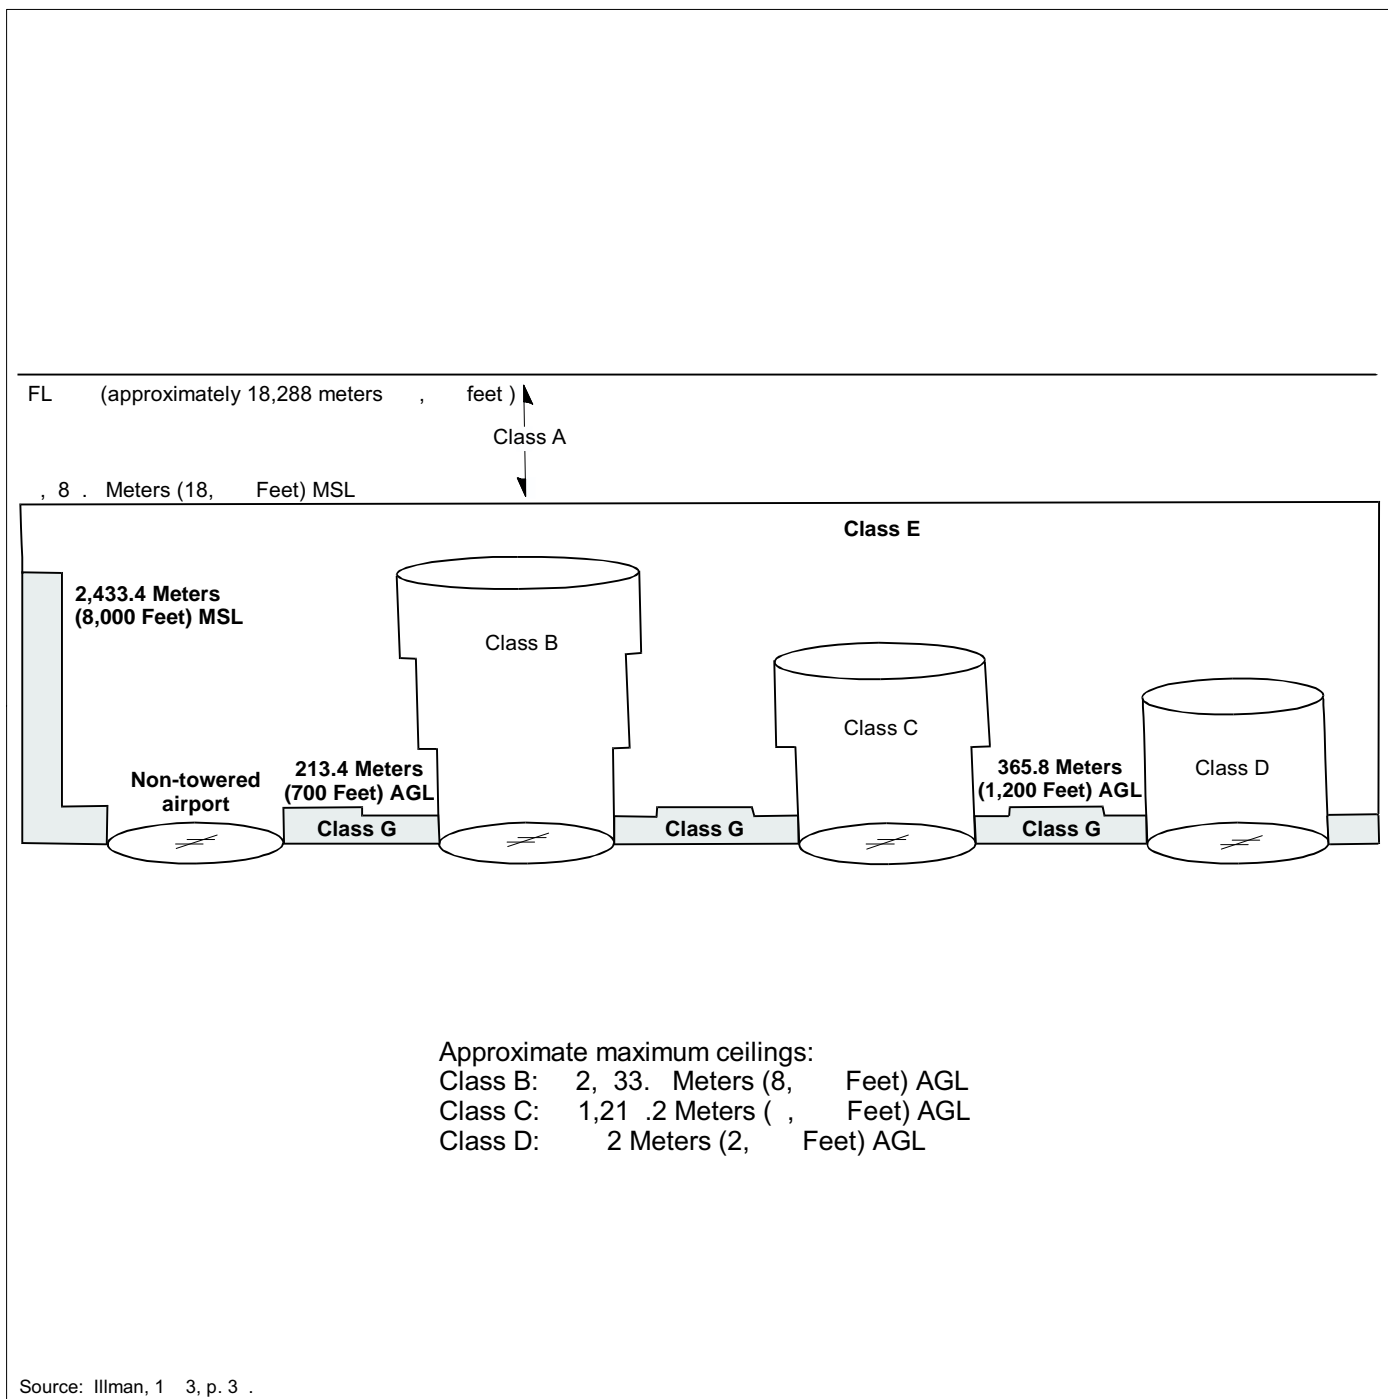 FL (approximately 18,288 meters , feet )
Class A
, 8 . Meters (18, Feet) MSL
Class E
2,433.4 Meters
(8,000 Feet) MSL
Class B
Class C
Class D
Non-towered
airport
213.4 Meters
(700 Feet) AGL
365.8 Meters
(1,200 Feet) AGL
Class G
Class G
Class G
Approximate maximum ceilings:
Class B: 2, 33. Meters (8, Feet) AGL
Class C: 1,21 .2 Meters ( , Feet) AGL
Class D: 2 Meters (2, Feet) AGL
Source: Illman, 1 3, p. 3 .